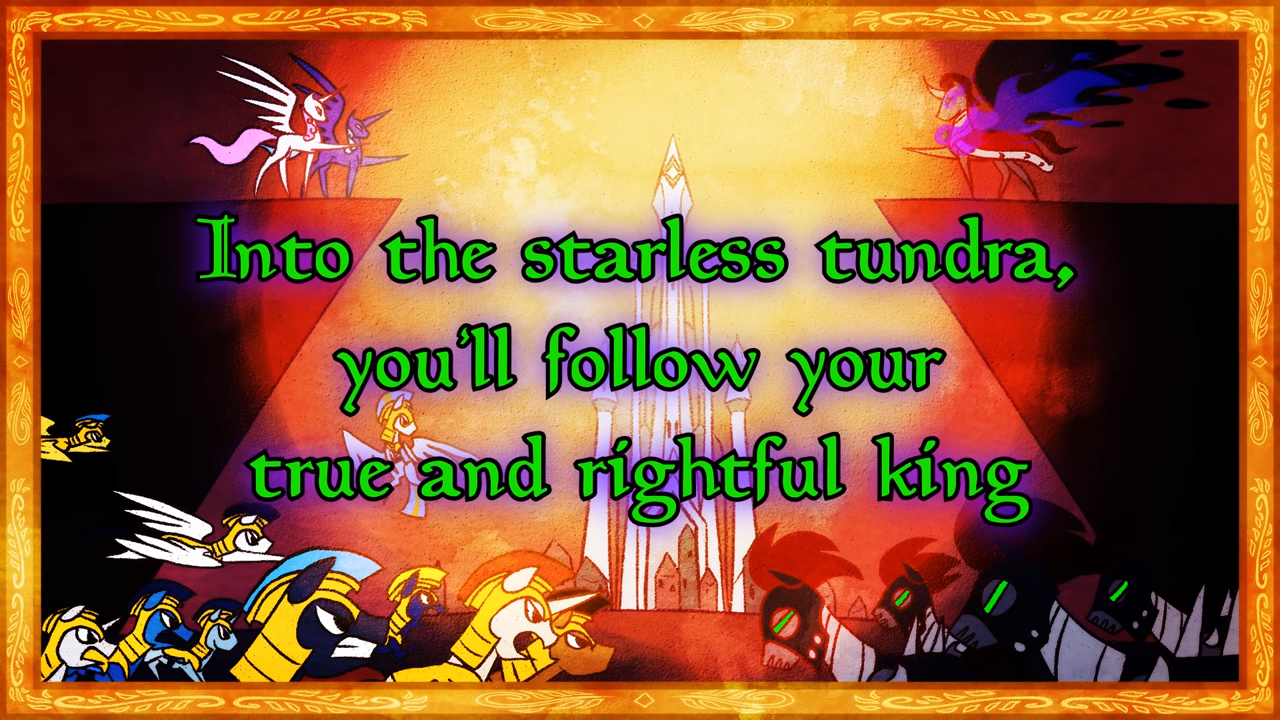 Into the starless tundra,
you'll follow your
true and rightful king